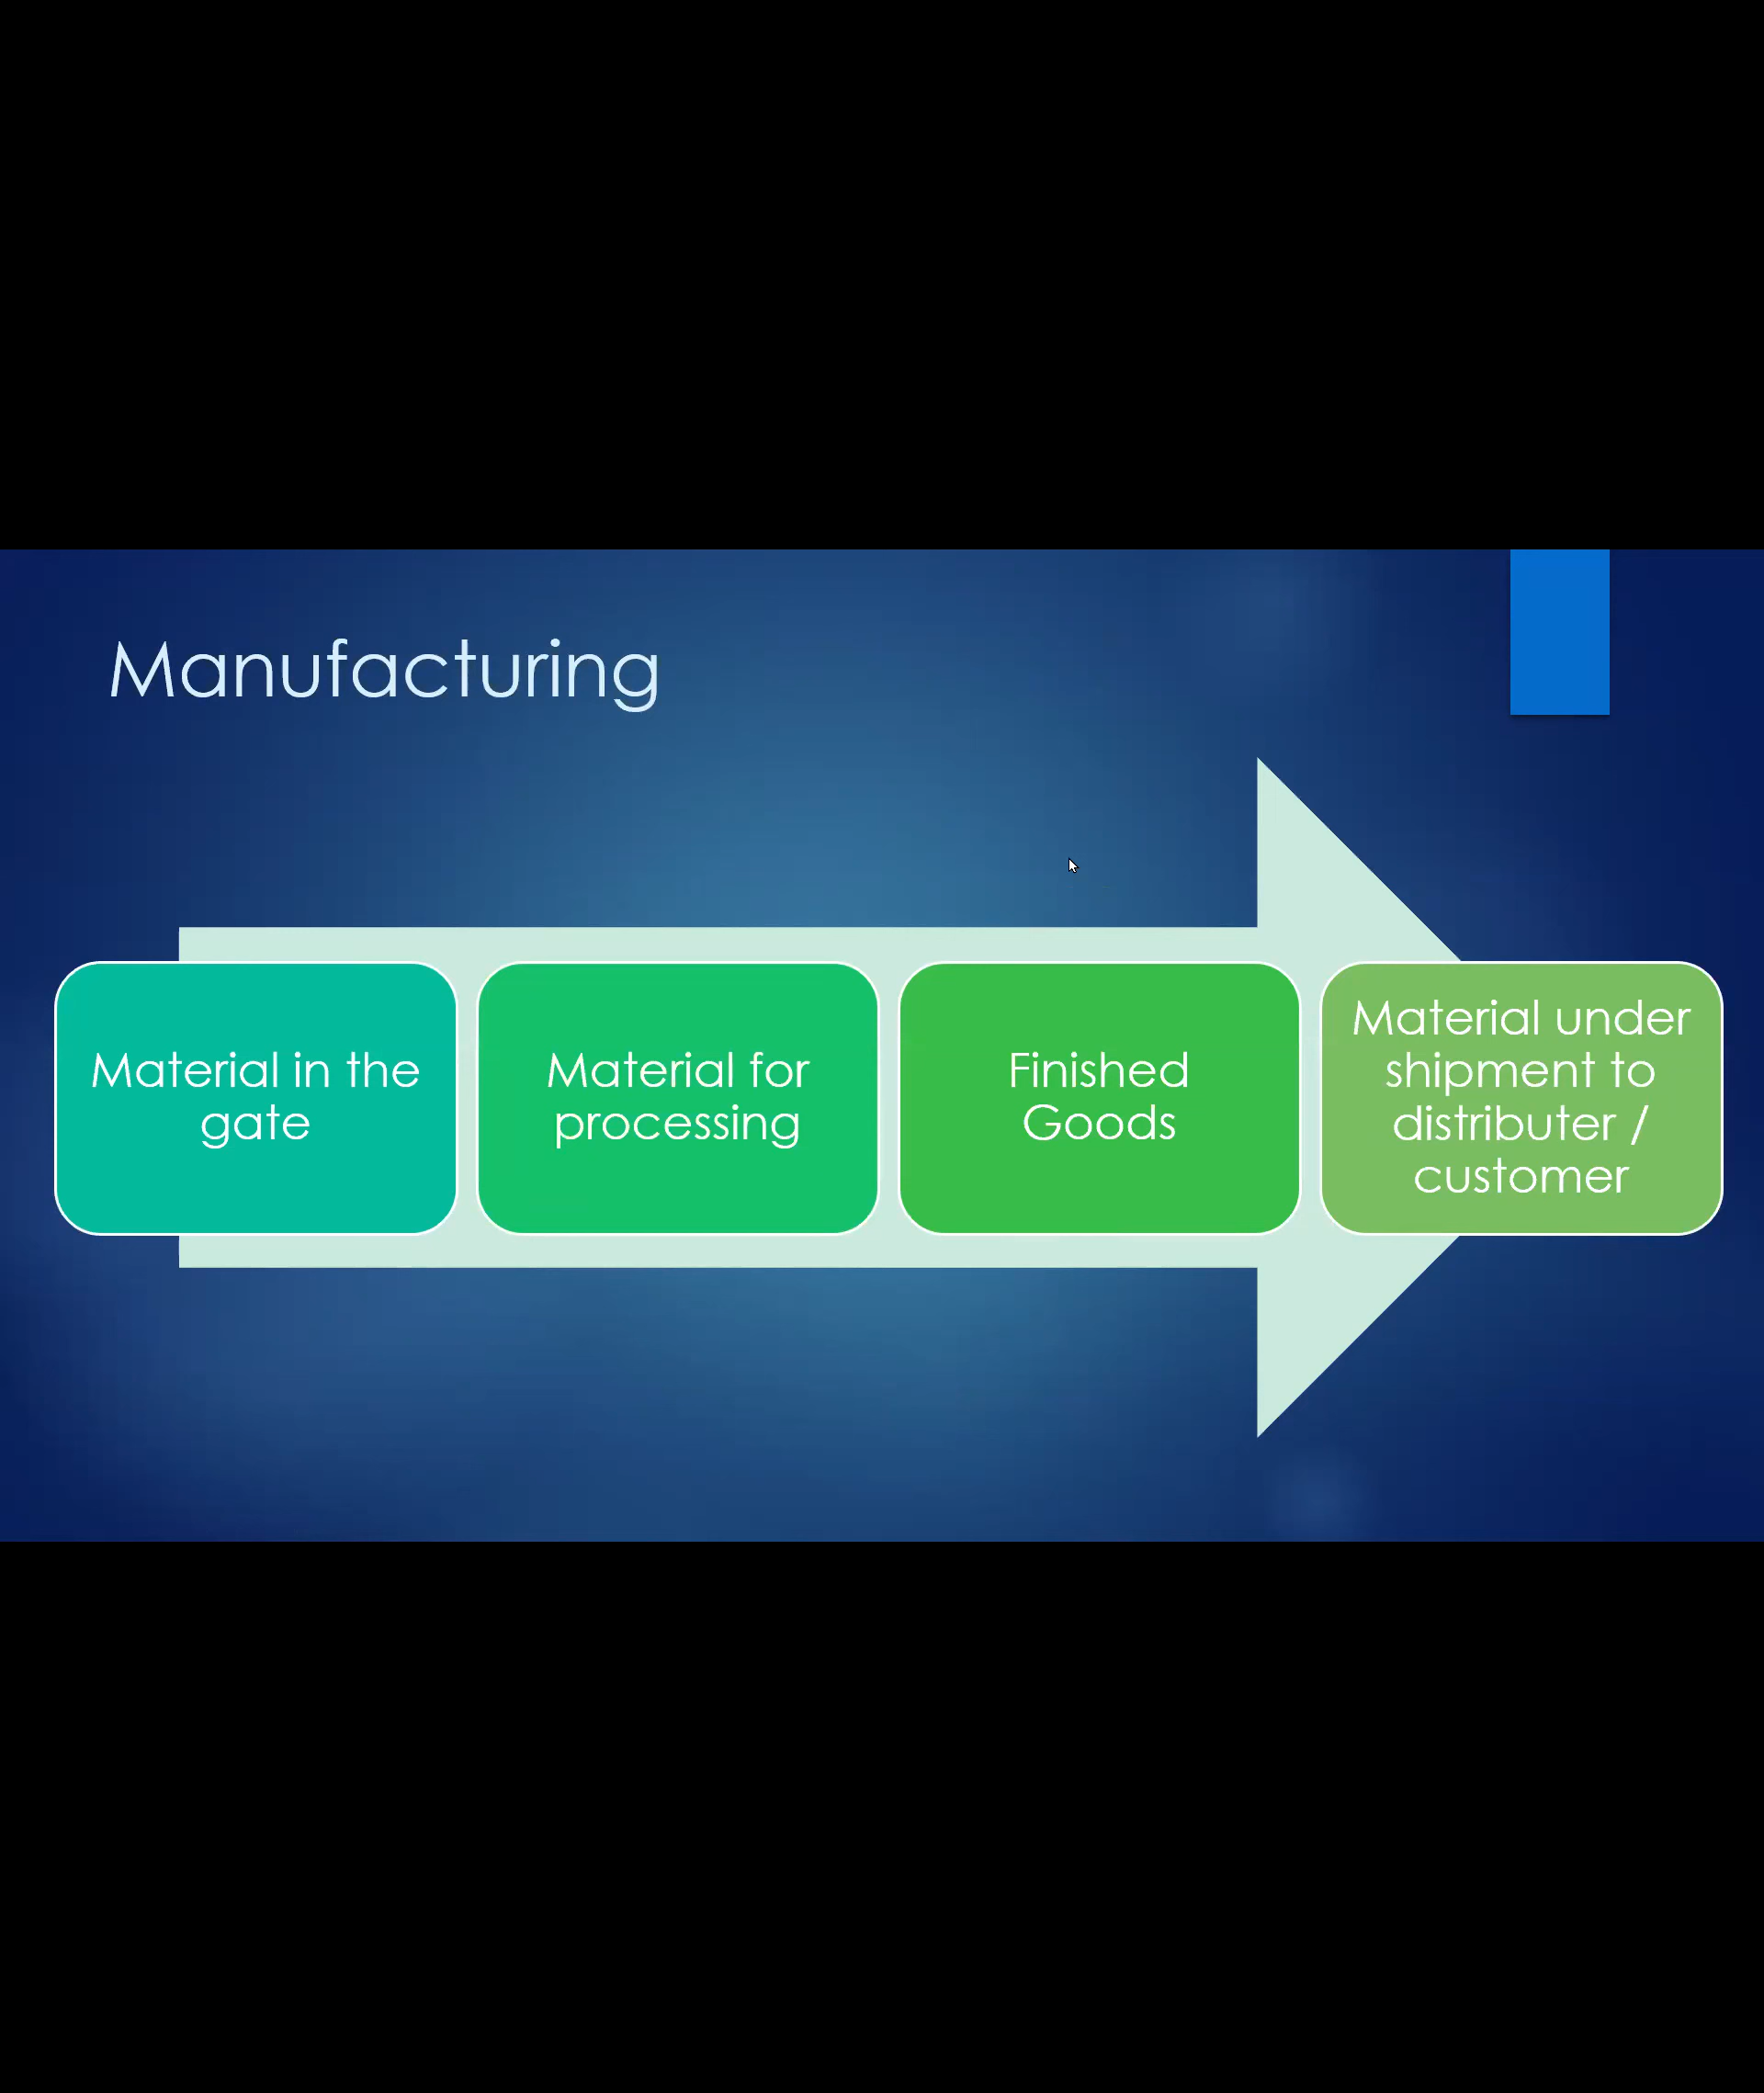 Manufacturing
Material in the
gate
Material for
processing
Finished
Goods
Material under
shipment to
distributer /
customer